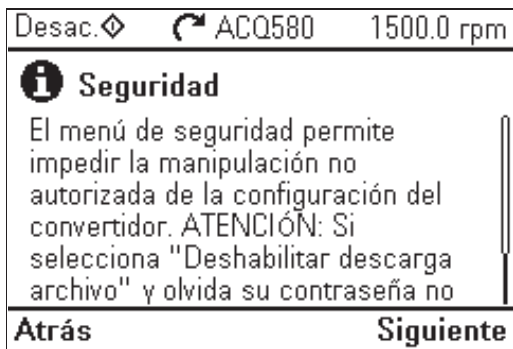 Desac. ACQ580 1500.0 rpm
Seguridad
El menú de seguridad permite
impedir la manipulación no
autorizada de la configuración del
convertidor. ATENCIÓN: Si
selecciona "Deshabilitar descarga
archivo" y olvida su contraseña no
Atrás Siguiente